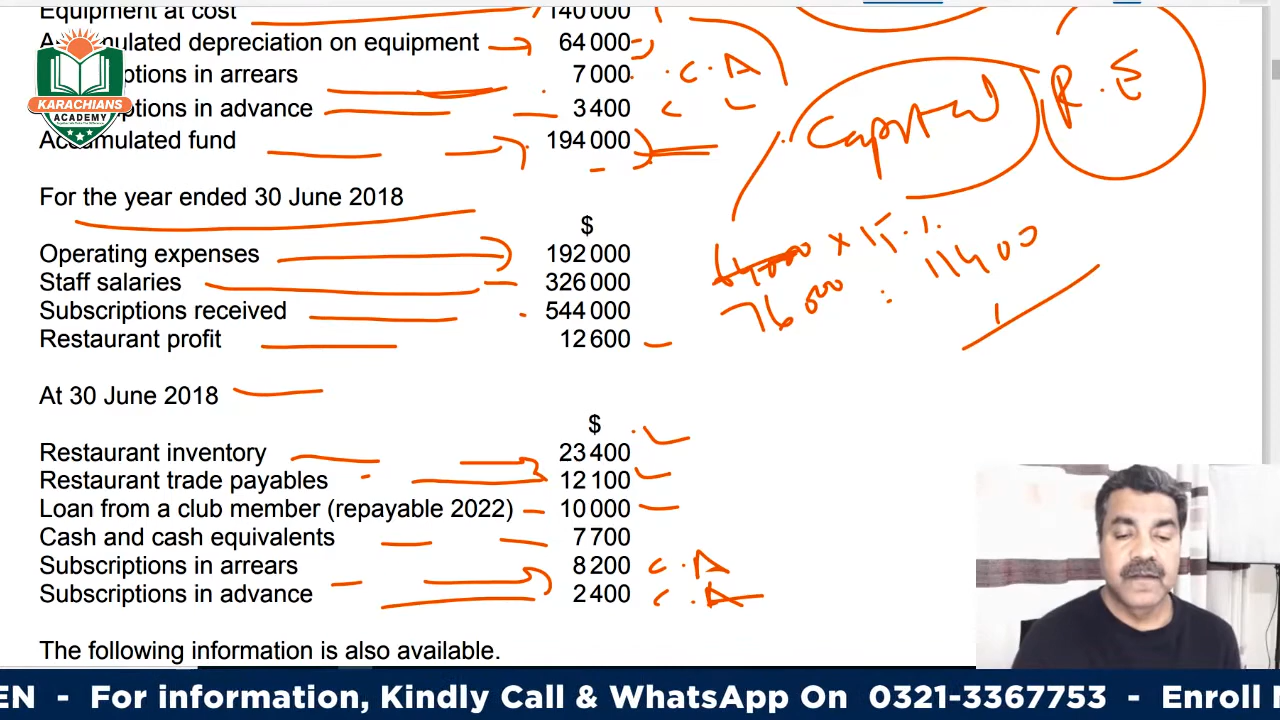 Equipment at cost 140 000
Accumulated depreciation on equipment 64 000
ptions in arrears 7 000 C.A
ptions in advance 3 400 C L
Accumulated fund 194 000
Capital
R.E
KARACHIANS
ACADEMY
For the year ended 30 June 2018
$
Operating expenses 192 000
Staff salaries 326 000
Subscriptions received 544 000
Restaurant profit 12 600
64000 x 15.%
76000 : 11400
At 30 June 2018
$
Restaurant inventory 23 400
Restaurant trade payables 12 100
Loan from a club member (repayable 2022) 10 000
Cash and cash equivalents 7 700
Subscriptions in arrears 8 200 C.A
Subscriptions in advance 2 400 C.A
The following information is also available.
EN - For information, Kindly Call & WhatsApp On 0321-3367753 - Enroll